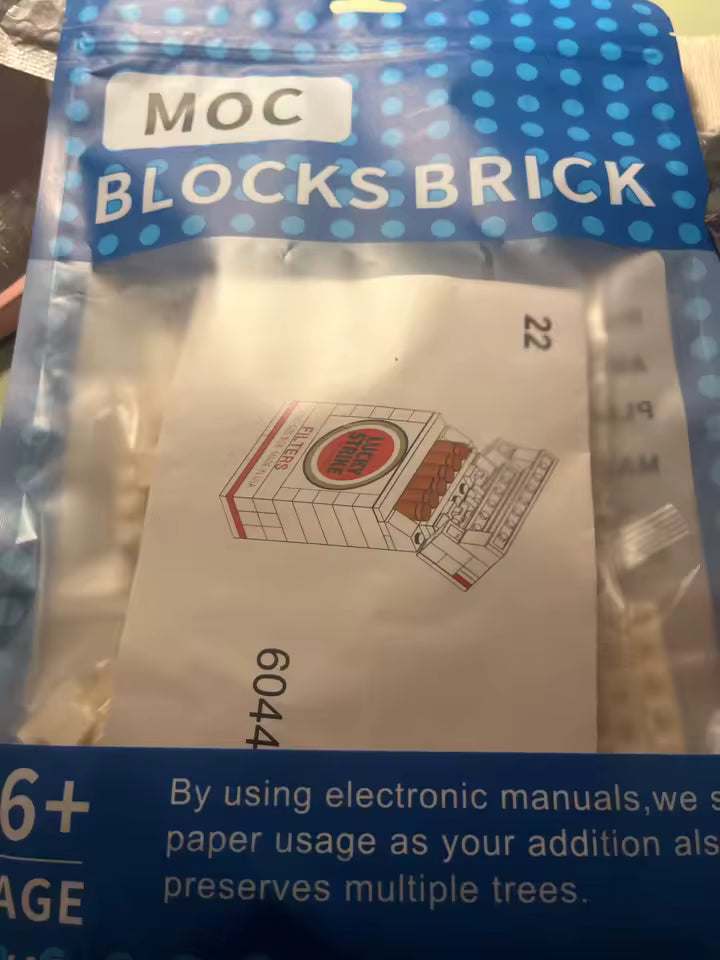 MOC
BLOCKS BRICK
22
LUCKY
STRIKE
FILTERS
6044
6+
AGE
By using electronic manuals,we s
paper usage as your addition als
preserves multiple trees.